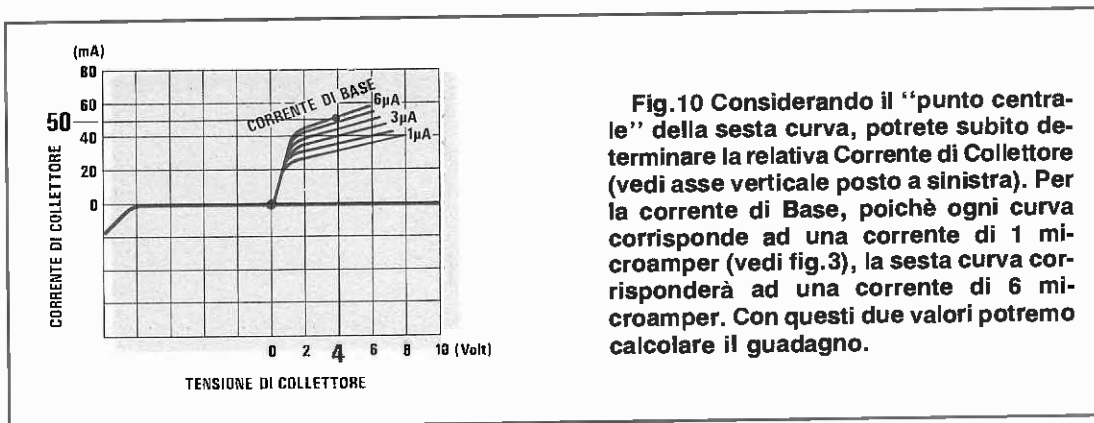 (mA)
80
60
50
40
20
0
CORRENTE DI COLLETTORE
CORRENTE DI BASE
6µA
3µA
1µA
0 2 4 6 8 10 (Volt)
TENSIONE DI COLLETTORE
Fig.10 Considerando il “punto centra-
le” della sesta curva, potrete subito de-
terminare la relativa Corrente di Collettore
(vedi asse verticale posto a sinistra). Per
la corrente di Base, poichè ogni curva
corrisponde ad una corrente di 1 mi-
croamper (vedi fig.3), la sesta curva cor-
risponderà ad una corrente di 6 mi-
croamper. Con questi due valori potremo
calcolare il guadagno.